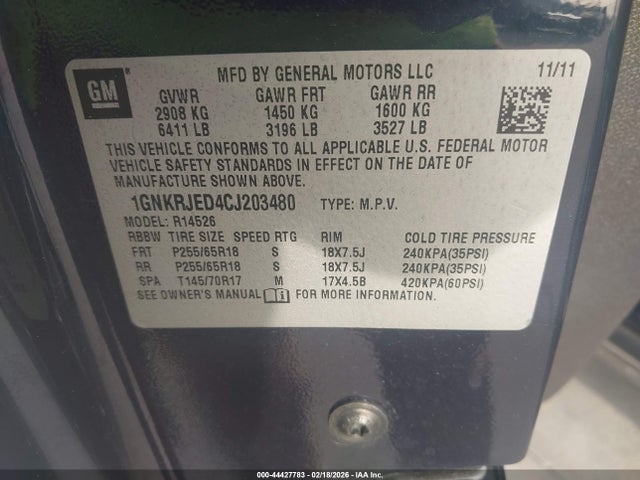 GM
MFD BY GENERAL MOTORS LLC 11/11
GVWR GAWR FRT GAWR RR
2908 KG 1450 KG 1600 KG
6411 LB 3196 LB 3527 LB
THIS VEHICLE CONFORMS TO ALL APPLICABLE U.S. FEDERAL MOTOR
VEHICLE SAFETY STANDARDS IN EFFECT ON THE DATE OF
MANUFACTURE SHOWN ABOVE.
1GNKRJED4CJ203480 TYPE: M.P.V.
MODEL: R14526
RBBW TIRE SIZE SPEED RTG RIM COLD TIRE PRESSURE
FRT P255/65R18 S 18X7.5J 240KPA(35PSI)
RR P255/65R18 S 18X7.5J 240KPA(35PSI)
SPA T145/70R17 M 17X4.5B 420KPA(60PSI)
SEE OWNER'S MANUAL FOR MORE INFORMATION.
000-44427783 - 02/18/2026 - IAA Inc.